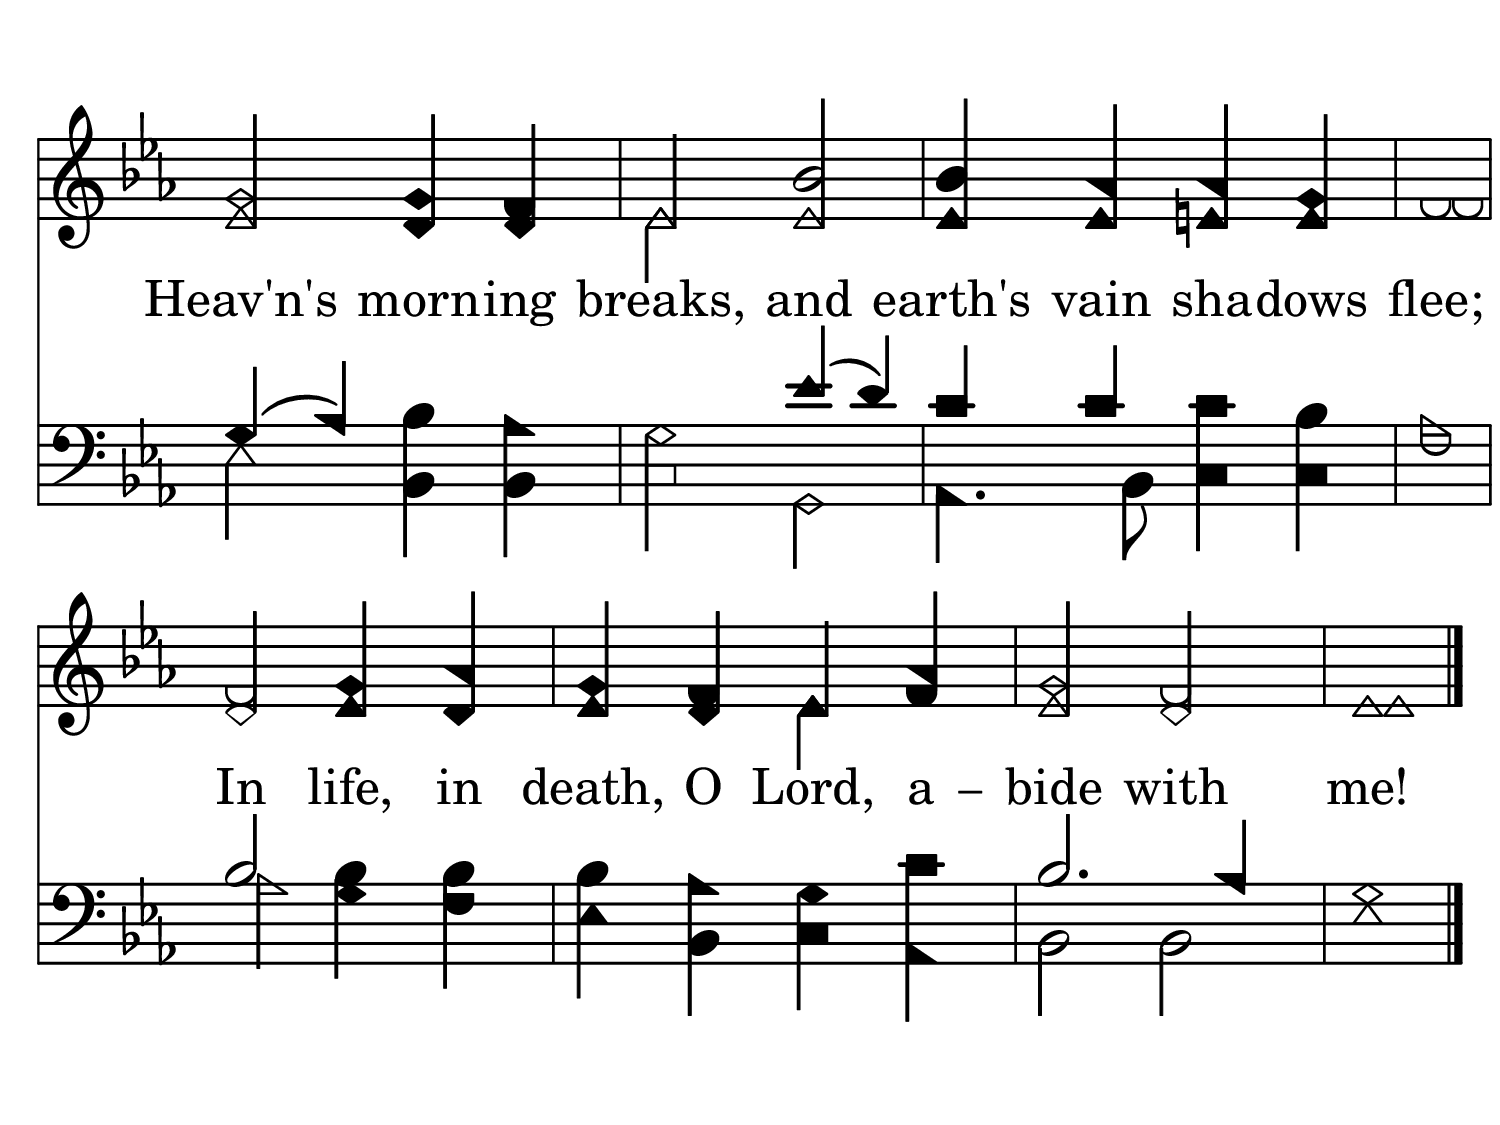 Heav'n's morning breaks, and earth's vain shadows flee;
In life, in death, O Lord, a – bide with me!